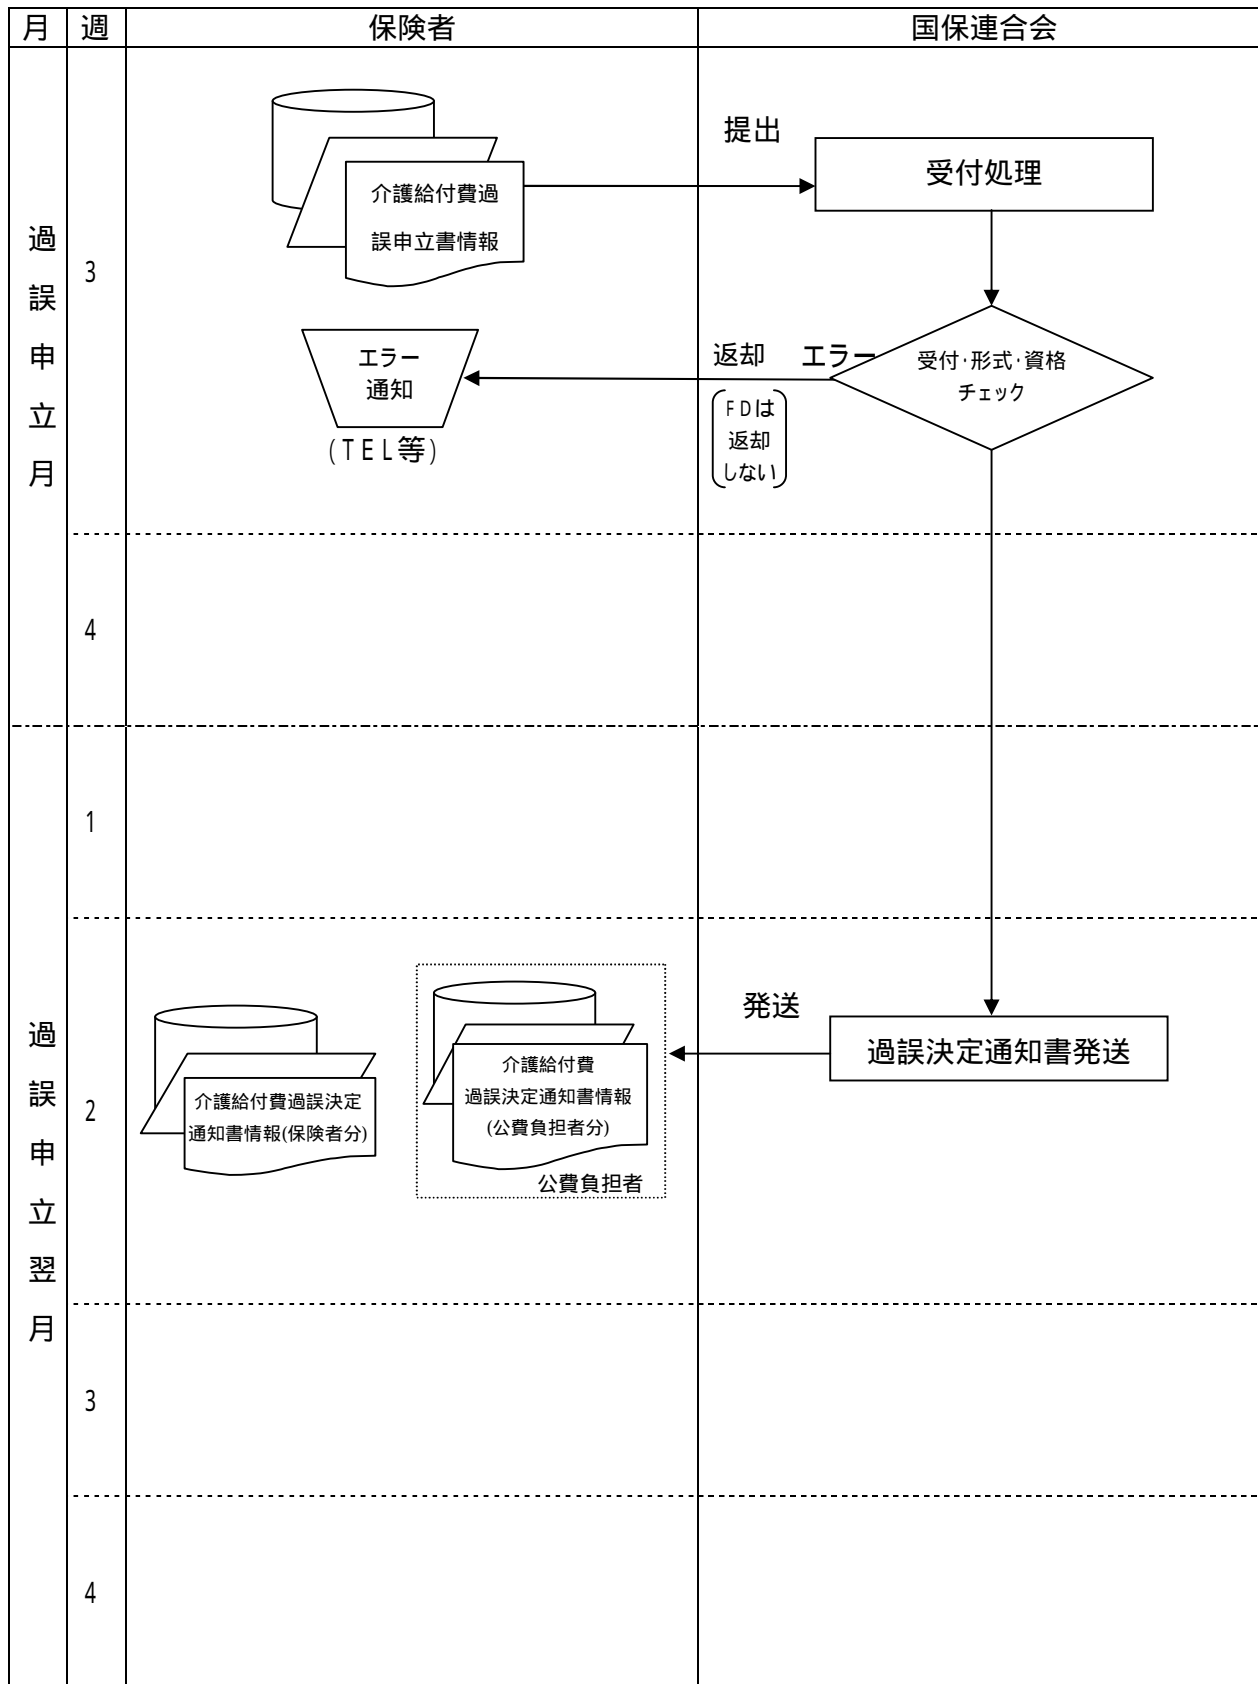 月 週 保険者 国保連合会
過誤申立月
3
介護給付費過
誤申立書情報
提出
受付処理
エラー
通知
(TEL等)
返却 エラー
FDは
返却
しない
受付・形式・資格
チェック
4
過誤申立翌月
1
2
介護給付費過誤決定
通知書情報(保険者分)
介護給付費
過誤決定通知書情報
(公費負担者分)
公費負担者
発送
過誤決定通知書発送
3
4